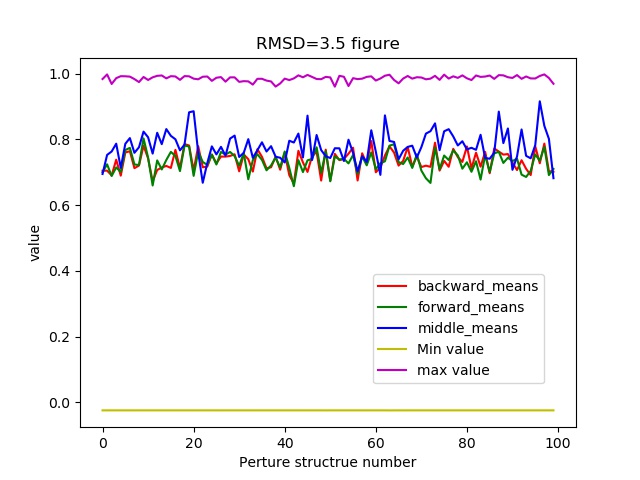 RMSD=3.5 figure
value
1.0
0.8
0.6
0.4
0.2
0.0
backward_means
forward_means
middle_means
Min value
max value
0 20 40 60 80 100
Perture structrue number